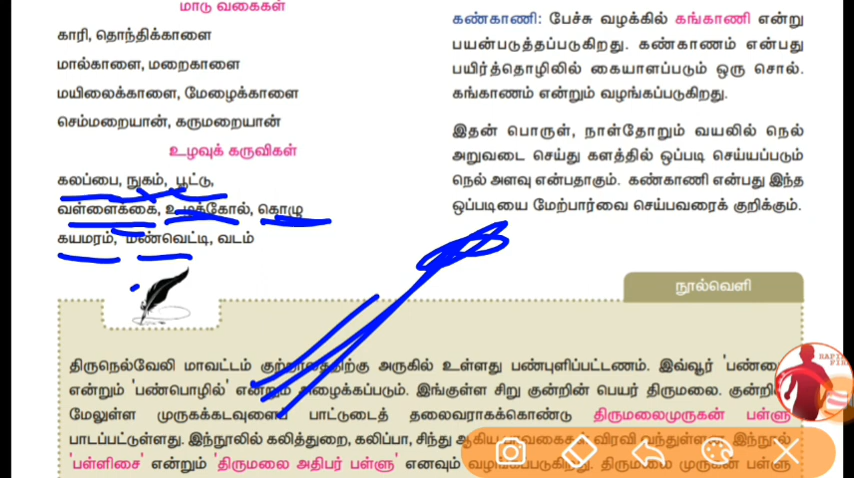 மாடு வகைகள்
காரி, தொந்திக்காளை
மால்காளை, மறைகாளை
மயிலைக்காளை, மேழைக்காளை
செம்மறையான், கருமறையான்
உழவுக் கருவிகள்
கலப்பை, நுகம், பூட்டு,
வள்ளைக்கை, உழக்கோல், கொழு
கயமரம், மண்வெட்டி, வடம்
கண்காணி: பேச்சு வழக்கில் கங்காணி என்று
பயன்படுத்தப்படுகிறது. கண்காணம் என்பது
பயிர்த்தொழிலில் கையாளப்படும் ஒரு சொல்.
கங்காணம் என்றும் வழங்கப்படுகிறது.
இதன் பொருள், நாள்தோறும் வயலில் நெல்
அறுவடை செய்து களத்தில் ஒப்படி செய்யப்படும்
நெல் அளவு என்பதாகும். கண்காணி என்பது இந்த
ஒப்படியை மேற்பார்வை செய்பவரைக் குறிக்கும்.
நூல்வெளி
திருநெல்வேலி மாவட்டம் குற்றாலத்திற்கு அருகில் உள்ளது பண்புளிப்பட்டணம். இவ்வூர் 'பண்பை'
என்றும் 'பண்பொழில்' என்றும் அழைக்கப்படும். இங்குள்ள சிறு குன்றின் பெயர் திருமலை. குன்றின்
மேலுள்ள முருகக்கடவுளைப் பாட்டுடைத் தலைவராகக்கொண்டு திருமலைமுருகன் பள்ளு
பாடப்பட்டுள்ளது. இந்நூலில் கலித்துறை, கலிப்பா, சிந்து ஆகிய பாவகைகள் விரவி வந்துள்ளன. இந்நூல்
'பள்ளிசை' என்றும் 'திருமலை அதிபர் பள்ளு' எனவும் வழங்கப்படுகிறது. திருமலை முருகன் பள்ளு
RAPID
FIRE